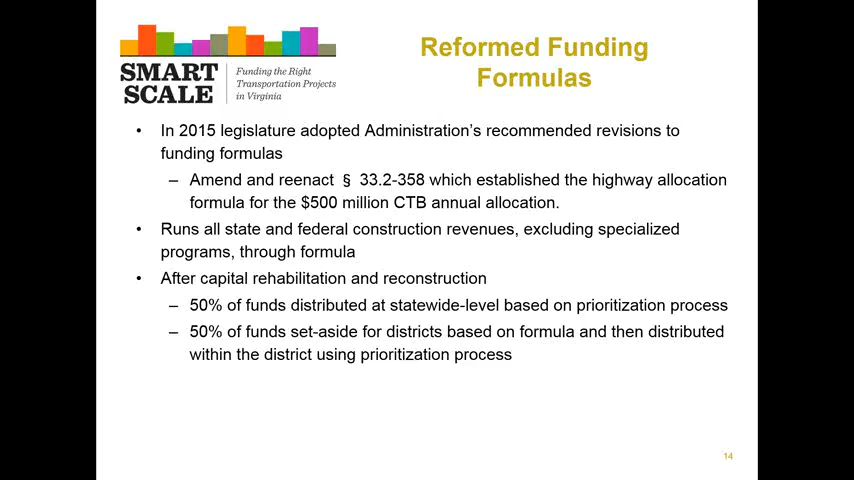 SMART
SCALE
Funding the Right
Transportation Projects
in Virginia
Reformed Funding
Formulas
• In 2015 legislature adopted Administration's recommended revisions to
funding formulas
– Amend and reenact § 33.2-358 which established the highway allocation
formula for the $500 million CTB annual allocation.
• Runs all state and federal construction revenues, excluding specialized
programs, through formula
• After capital rehabilitation and reconstruction
– 50% of funds distributed at statewide-level based on prioritization process
– 50% of funds set-aside for districts based on formula and then distributed
within the district using prioritization process
14